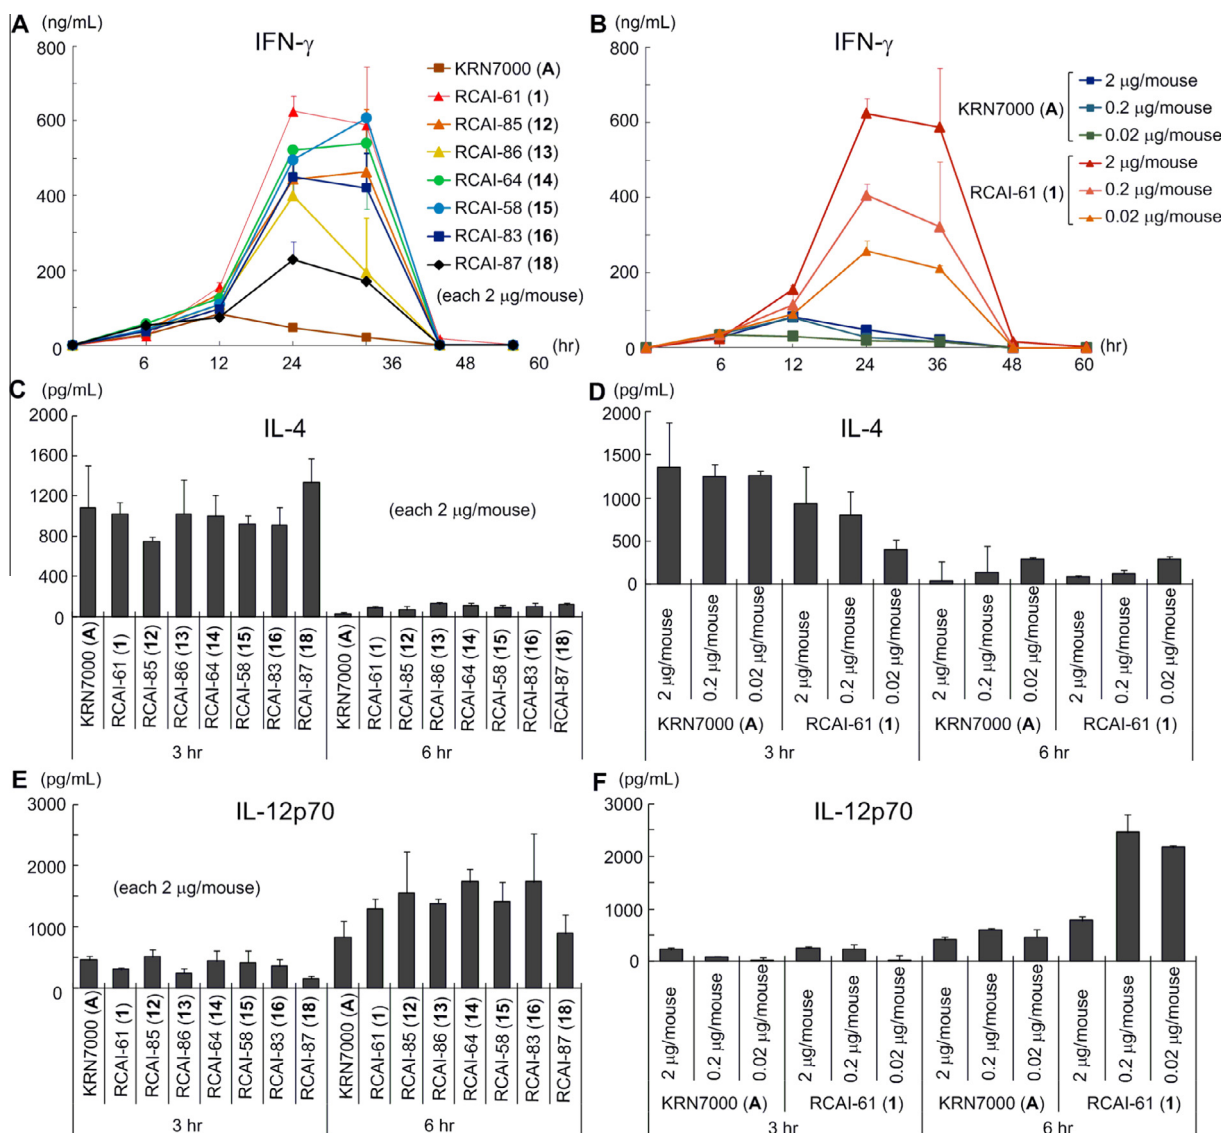 A (ng/mL)
IFN-γ
800
600
400
200
0
6 12 24 36 48 60 (hr)
KRN7000 (A)
RCAI-61 (1)
RCAI-85 (12)
RCAI-86 (13)
RCAI-64 (14)
RCAI-58 (15)
RCAI-83 (16)
RCAI-87 (18)
(each 2 μg/mouse)
B (ng/mL)
IFN-γ
800
600
400
200
0
6 12 24 36 48 60 (hr)
KRN7000 (A)
2 μg/mouse
0.2 μg/mouse
0.02 μg/mouse
RCAI-61 (1)
2 μg/mouse
0.2 μg/mouse
0.02 μg/mouse
C (pg/mL)
IL-4
2000
1600
1200
800
400
0
(each 2 μg/mouse)
KRN7000 (A)
RCAI-61 (1)
RCAI-85 (12)
RCAI-86 (13)
RCAI-64 (14)
RCAI-58 (15)
RCAI-83 (16)
RCAI-87 (18)
KRN7000 (A)
RCAI-61 (1)
RCAI-85 (12)
RCAI-86 (13)
RCAI-64 (14)
RCAI-58 (15)
RCAI-83 (16)
RCAI-87 (18)
3 hr 6 hr
D (pg/mL)
IL-4
2000
1500
1000
500
0
2 μg/mouse
0.2 μg/mouse
0.02 μg/mouse
2 μg/mouse
0.2 μg/mouse
0.02 μg/mouse
2 μg/mouse
0.2 μg/mouse
0.02 μg/mouse
2 μg/mouse
0.2 μg/mouse
0.02 μg/mouse
KRN7000 (A) RCAI-61 (1) KRN7000 (A) RCAI-61 (1)
3 hr 6 hr
E (pg/mL)
IL-12p70
3000
2000
1000
0
(each 2 μg/mouse)
KRN7000 (A)
RCAI-61 (1)
RCAI-85 (12)
RCAI-86 (13)
RCAI-64 (14)
RCAI-58 (15)
RCAI-83 (16)
RCAI-87 (18)
KRN7000 (A)
RCAI-61 (1)
RCAI-85 (12)
RCAI-86 (13)
RCAI-64 (14)
RCAI-58 (15)
RCAI-83 (16)
RCAI-87 (18)
3 hr 6 hr
F (pg/mL)
IL-12p70
3000
2000
1000
0
2 μg/mouse
0.2 μg/mouse
0.02 μg/mouse
2 μg/mouse
0.2 μg/mouse
0.02 μg/mouse
2 μg/mouse
0.2 μg/mouse
0.02 μg/mouse
2 μg/mouse
0.2 μg/mouse
0.02 μg/mouse
KRN7000 (A) RCAI-61 (1) KRN7000 (A) RCAI-61 (1)
3 hr 6 hr